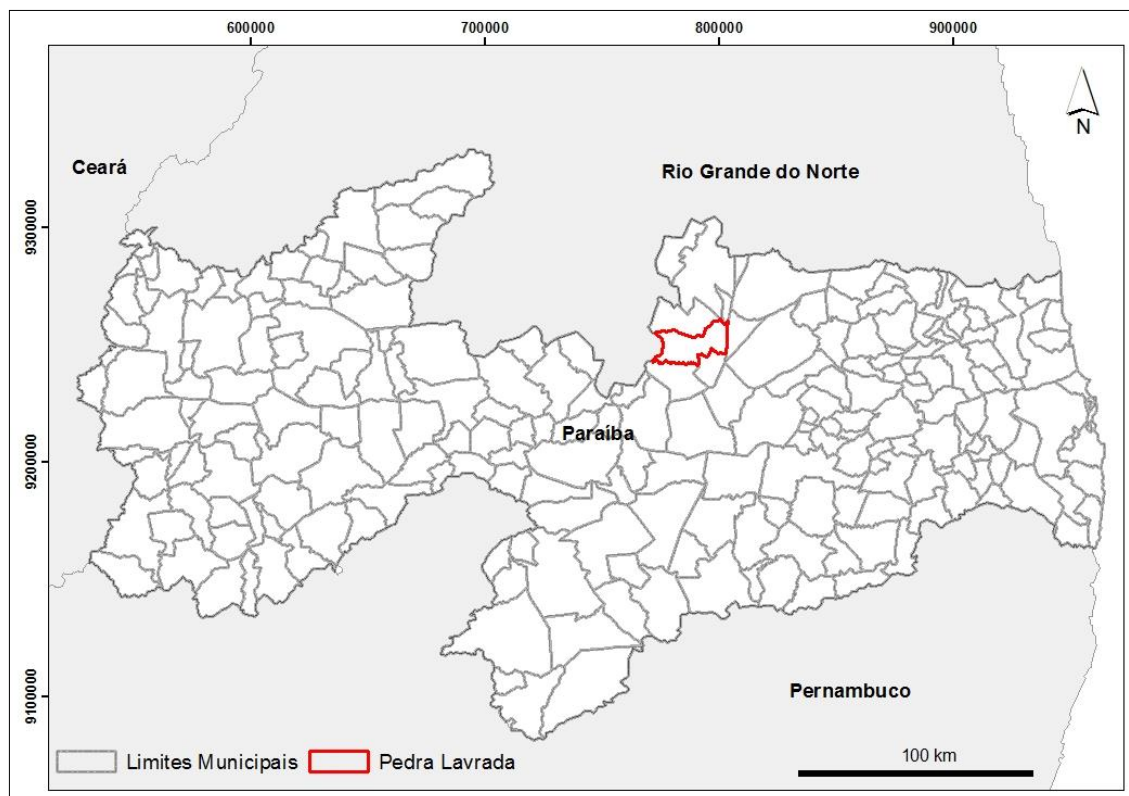 600000 700000 800000 900000
N
Ceará
Rio Grande do Norte
9300000
Paraíba
9200000
Pernambuco
9100000
Limites Municipais Pedra Lavrada
100 km